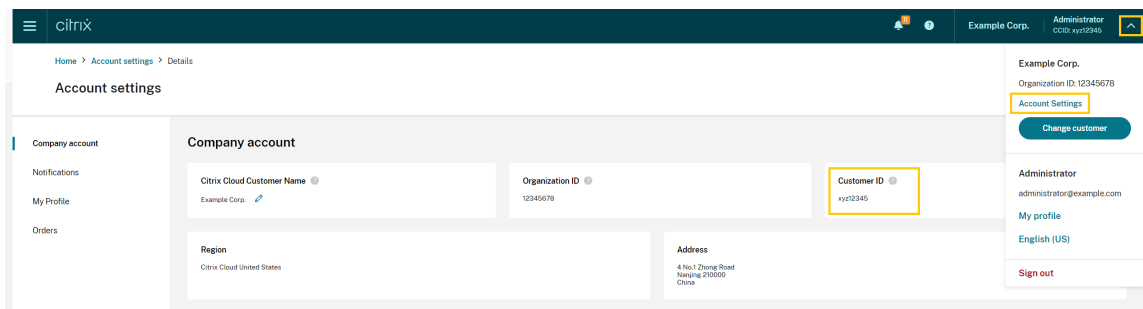 citrix
11
?
Example Corp.
Administrator
CCID: xyz12345
Home > Account settings > Details
Account settings
Example Corp.
Organization ID: 12345678
Account Settings
Change customer
Administrator
administrator@example.com
My profile
English (US)
Sign out
Company account
Notifications
My Profile
Orders
Company account
Citrix Cloud Customer Name ?
Example Corp.
Organization ID ?
12345678
Customer ID ?
xyz12345
Region
Citrix Cloud United States
Address
4 No.1 Zhong Road
Nanjing 210000
China